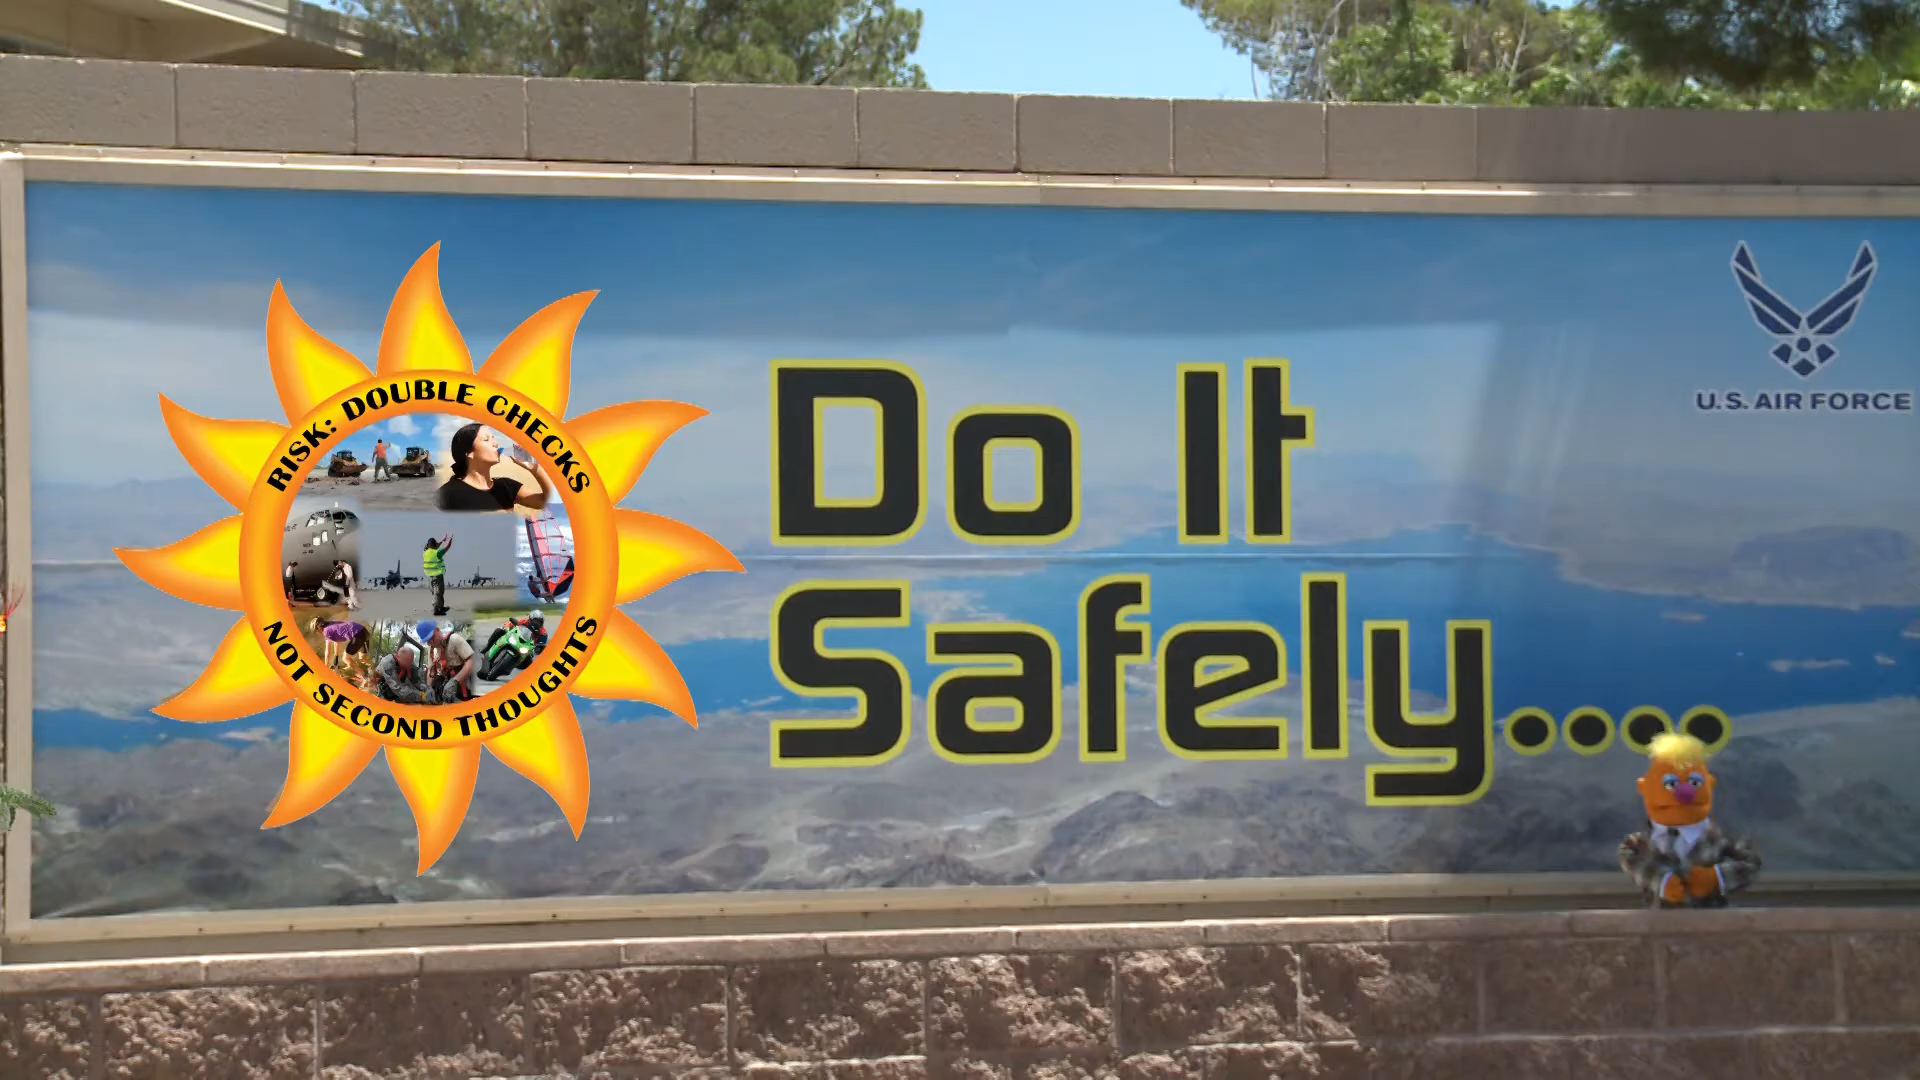 RISK: DOUBLE CHECKS
NOT SECOND THOUGHTS
Do It
Safely....
U.S. AIR FORCE